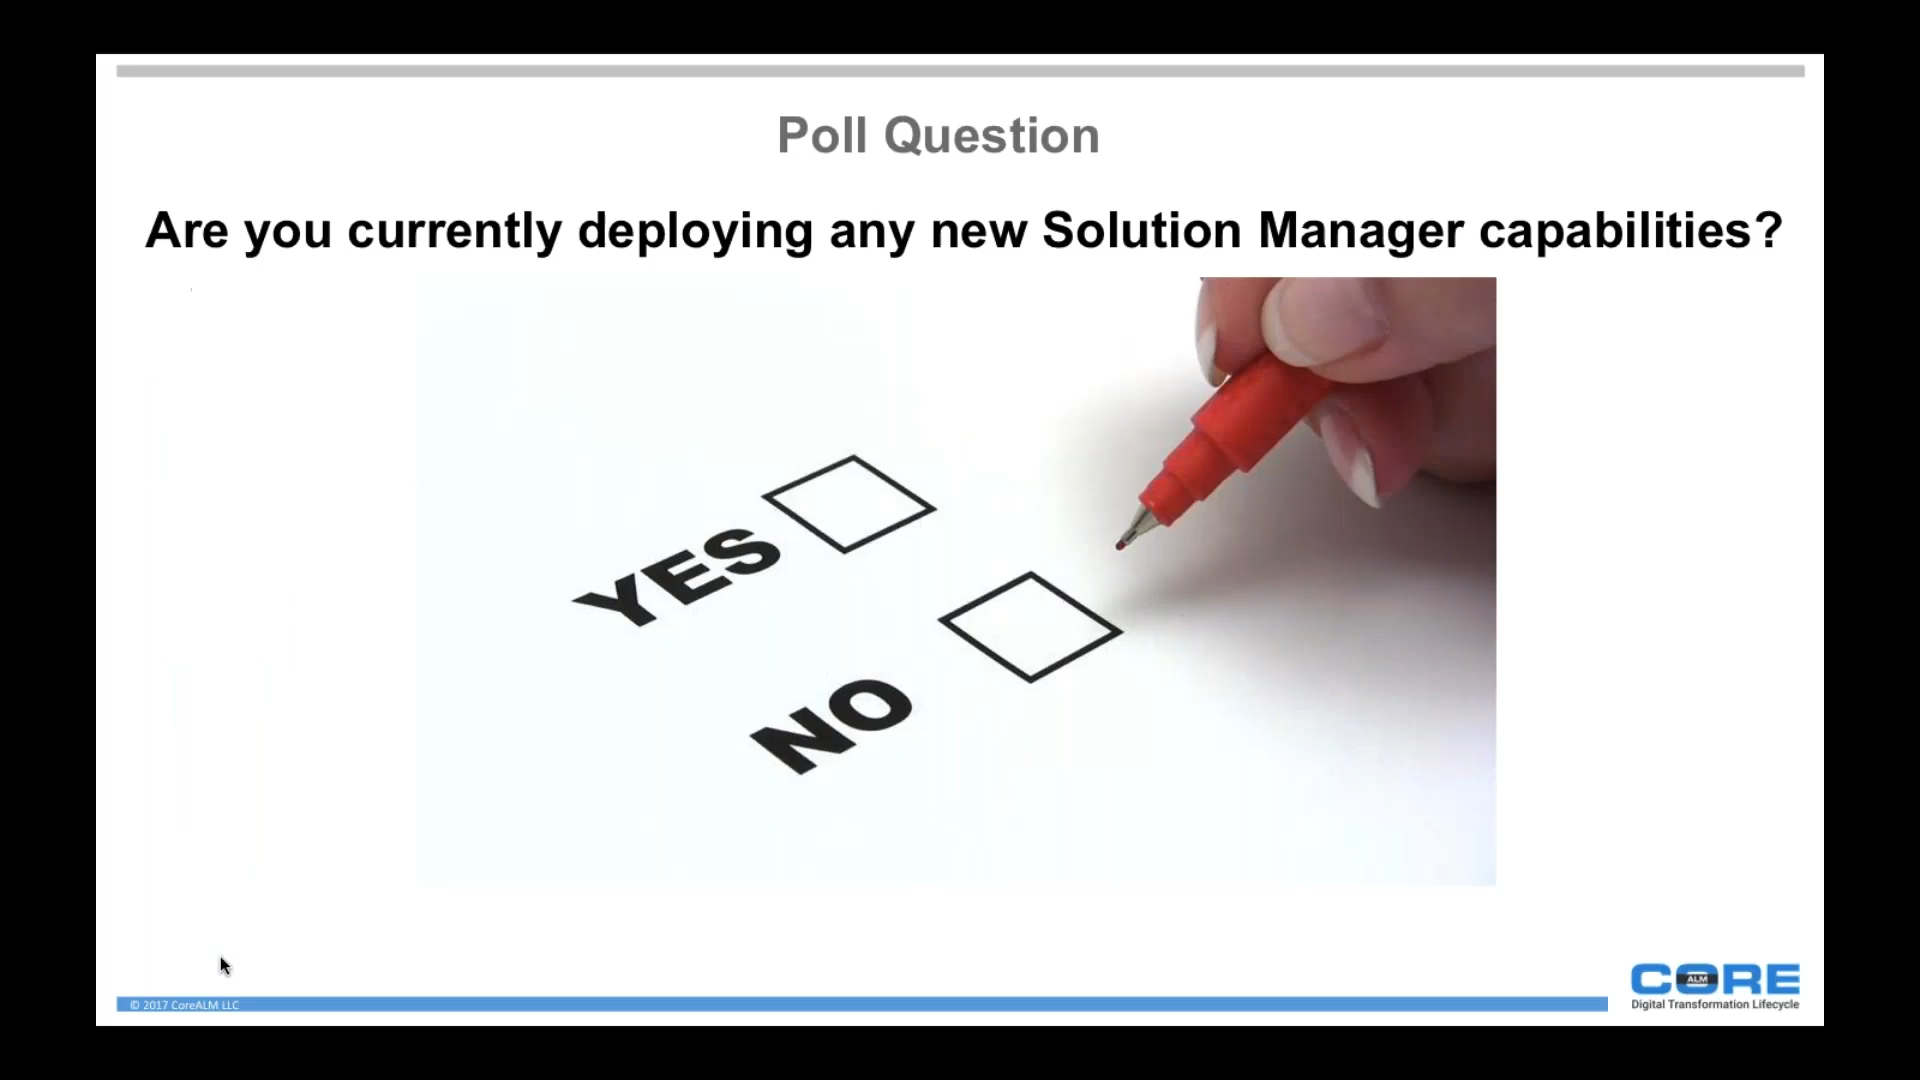 Poll Question
Are you currently deploying any new Solution Manager capabilities?
YES
NO
© 2017 CoreALM LLC
CORE
ALM
Digital Transformation Lifecycle